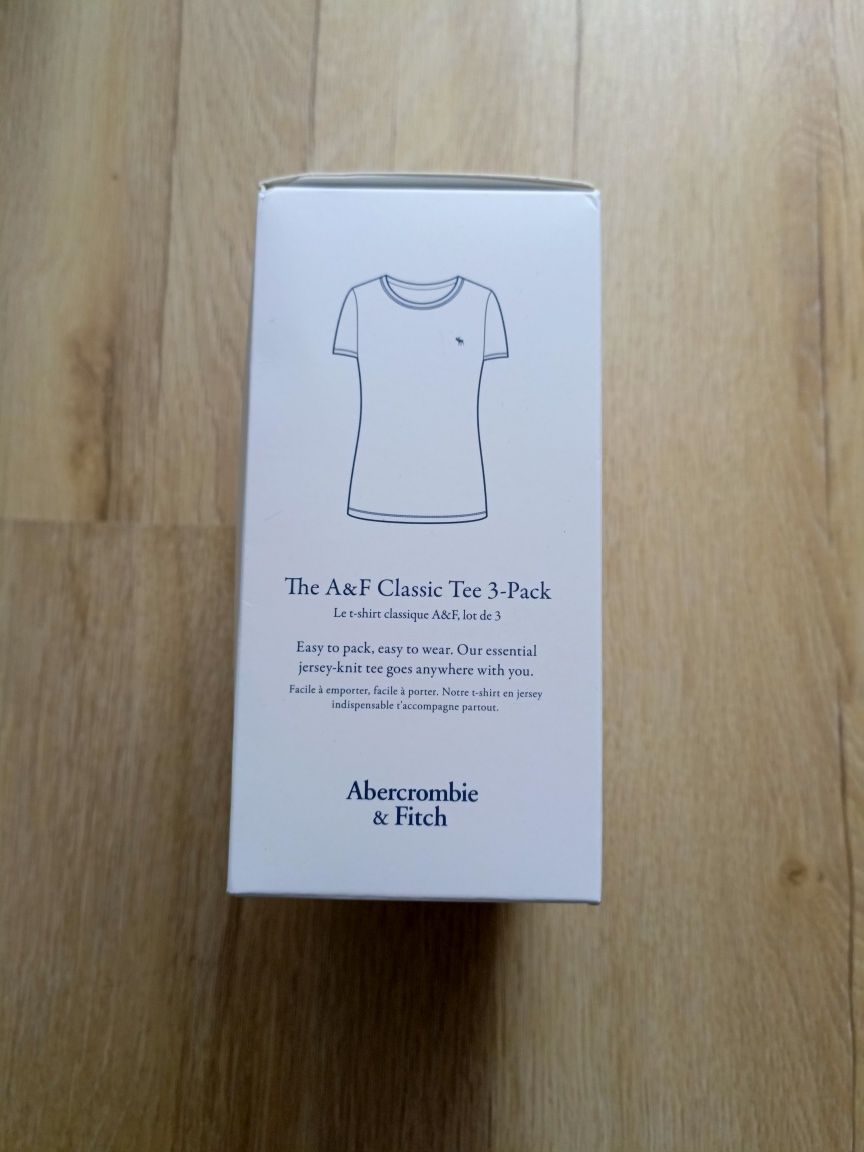 The A&F Classic Tee 3-Pack
Le t-shirt classique A&F, lot de 3
Easy to pack, easy to wear. Our essential
jersey-knit tee goes anywhere with you.
Facile à emporter, facile à porter. Notre t-shirt en jersey
indispensable t'accompagne partout.
Abercrombie
& Fitch